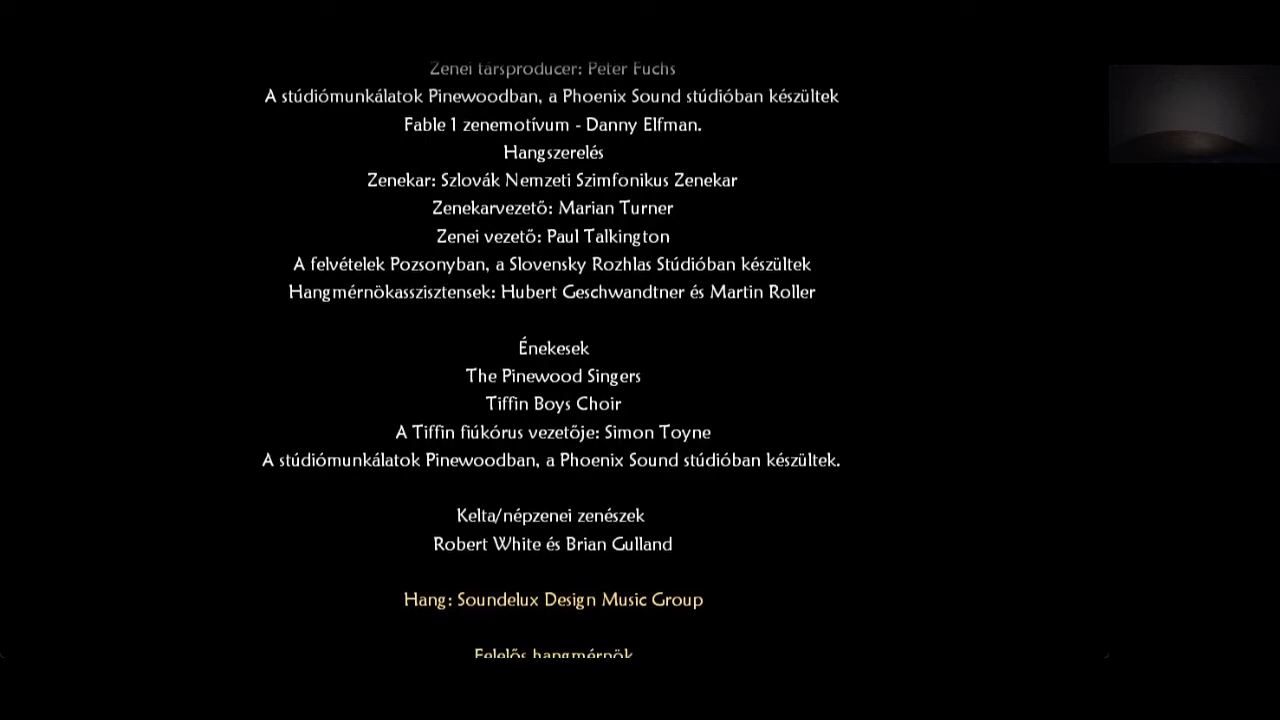 Zenei társproducer: Peter Fuchs
A stúdiómunkálatok Pinewoodban, a Phoenix Sound stúdióban készültek
Fable 1 zenemotívum - Danny Elfman.
Hangszerelés
Zenekar: Szlovák Nemzeti Szimfonikus Zenekar
Zenekarvezető: Marian Turner
Zenei vezető: Paul Talkington
A felvételek Pozsonyban, a Slovensky Rozhlas Stúdióban készültek
Hangmérnökasszisztensek: Hubert Geschwandtner és Martin Roller
Énekesek
The Pinewood Singers
Tiffin Boys Choir
A Tiffin fiúkórus vezetője: Simon Toyne
A stúdiómunkálatok Pinewoodban, a Phoenix Sound stúdióban készültek.
Kelta/népzenei zenészek
Robert White és Brian Gulland
Hang: Soundelux Design Music Group
Felelős hangmérnök